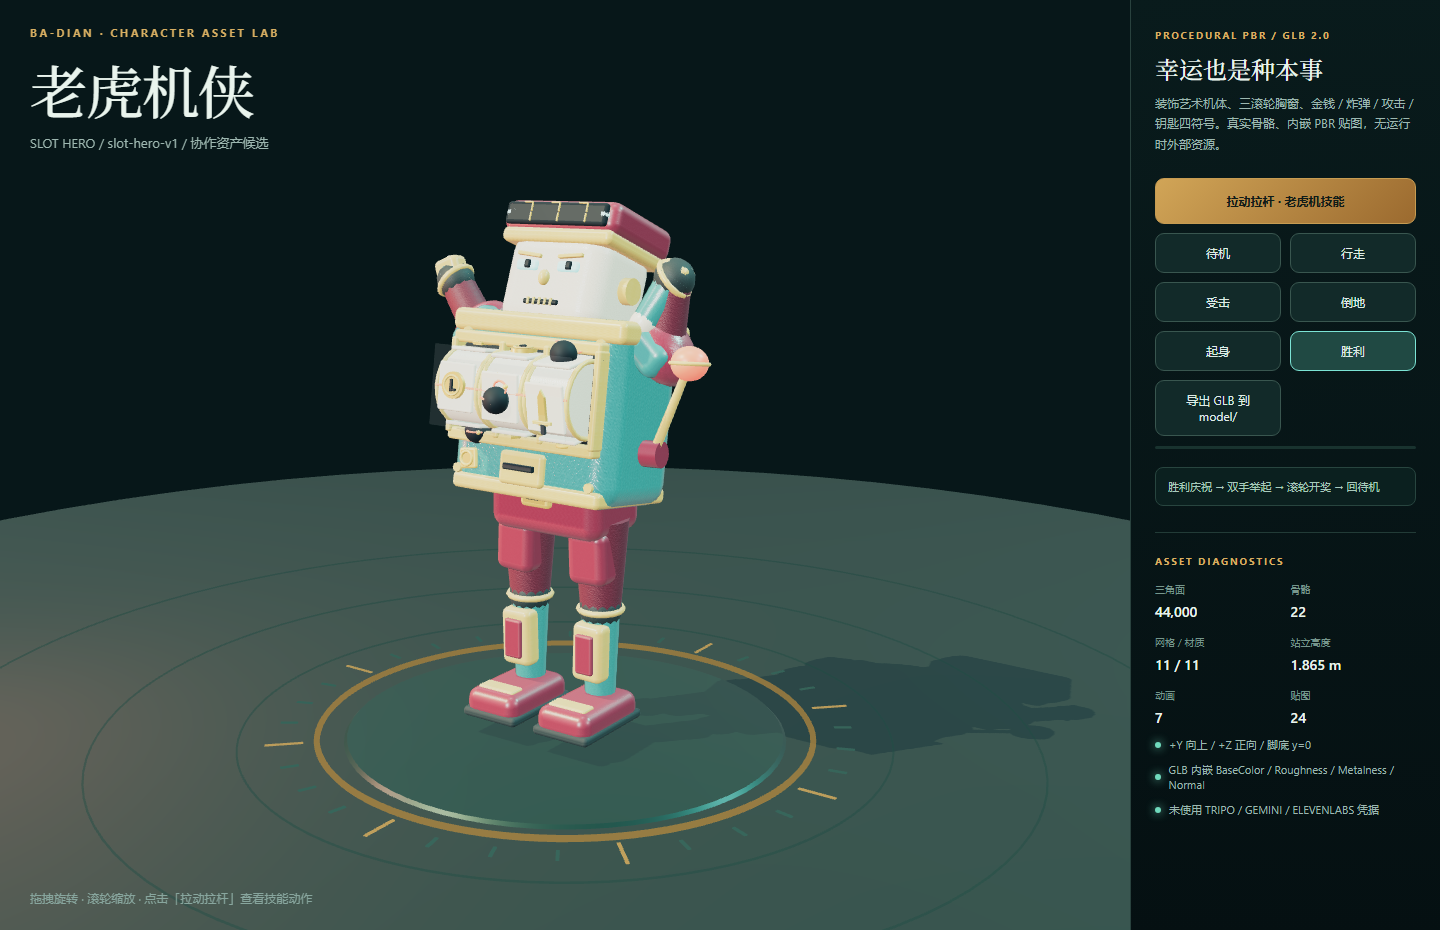 BA-DIAN · CHARACTER ASSET LAB
老虎机侠
SLOT HERO / slot-hero-v1 / 协作资产候选
L
拖拽旋转 · 滚轮缩放 · 点击「拉动拉杆」查看技能动作
PROCEDURAL PBR / GLB 2.0
幸运也是种本事
装饰艺术机体、三滚轮胸窗、金钱 / 炸弹 / 攻击 /
钥匙四符号。真实骨骼、内嵌 PBR 贴图，无运行
时外部资源。
拉动拉杆 · 老虎机技能
待机
行走
受击
倒地
起身
胜利
导出 GLB 到
model/
胜利庆祝 → 双手举起 → 滚轮开奖 → 回待机
ASSET DIAGNOSTICS
三角面
骨骼
44,000
22
网格 / 材质
站立高度
11 / 11
1.865 m
动画
贴图
7
24
+Y 向上 / +Z 正向 / 脚底 y=0
GLB 内嵌 BaseColor / Roughness / Metalness /
Normal
未使用 TRIPO / GEMINI / ELEVENLABS 凭据